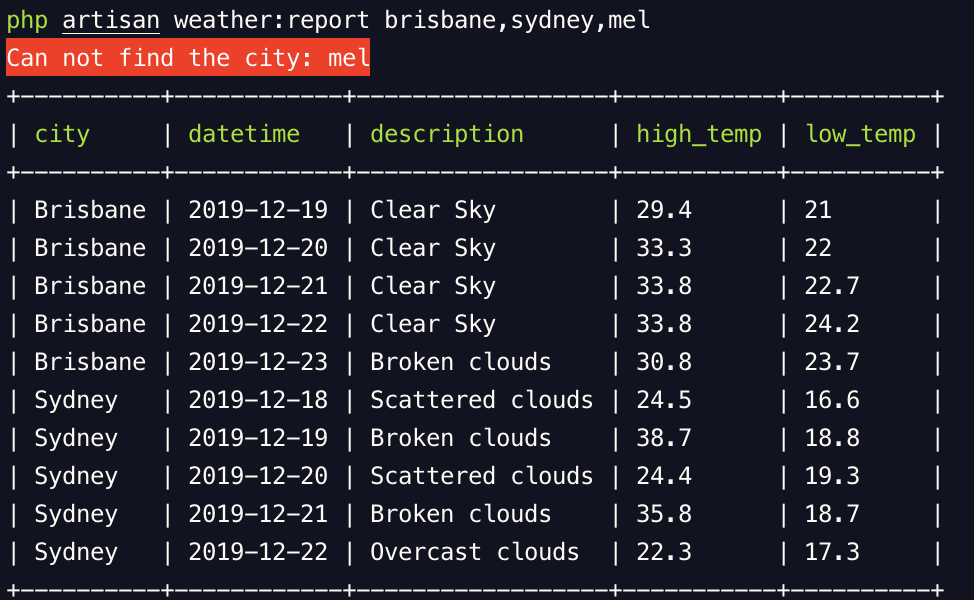 php artisan weather:report brisbane,sydney,mel
Can not find the city: mel
+----------+------------+------------------+-----------+----------+
| city     | datetime   | description      | high_temp | low_temp |
+----------+------------+------------------+-----------+----------+
| Brisbane | 2019-12-19 | Clear Sky        | 29.4      | 21       |
| Brisbane | 2019-12-20 | Clear Sky        | 33.3      | 22       |
| Brisbane | 2019-12-21 | Clear Sky        | 33.8      | 22.7     |
| Brisbane | 2019-12-22 | Clear Sky        | 33.8      | 24.2     |
| Brisbane | 2019-12-23 | Broken clouds    | 30.8      | 23.7     |
| Sydney   | 2019-12-18 | Scattered clouds | 24.5      | 16.6     |
| Sydney   | 2019-12-19 | Broken clouds    | 38.7      | 18.8     |
| Sydney   | 2019-12-20 | Scattered clouds | 24.4      | 19.3     |
| Sydney   | 2019-12-21 | Broken clouds    | 35.8      | 18.7     |
| Sydney   | 2019-12-22 | Overcast clouds  | 22.3      | 17.3     |
+----------+------------+------------------+-----------+----------+